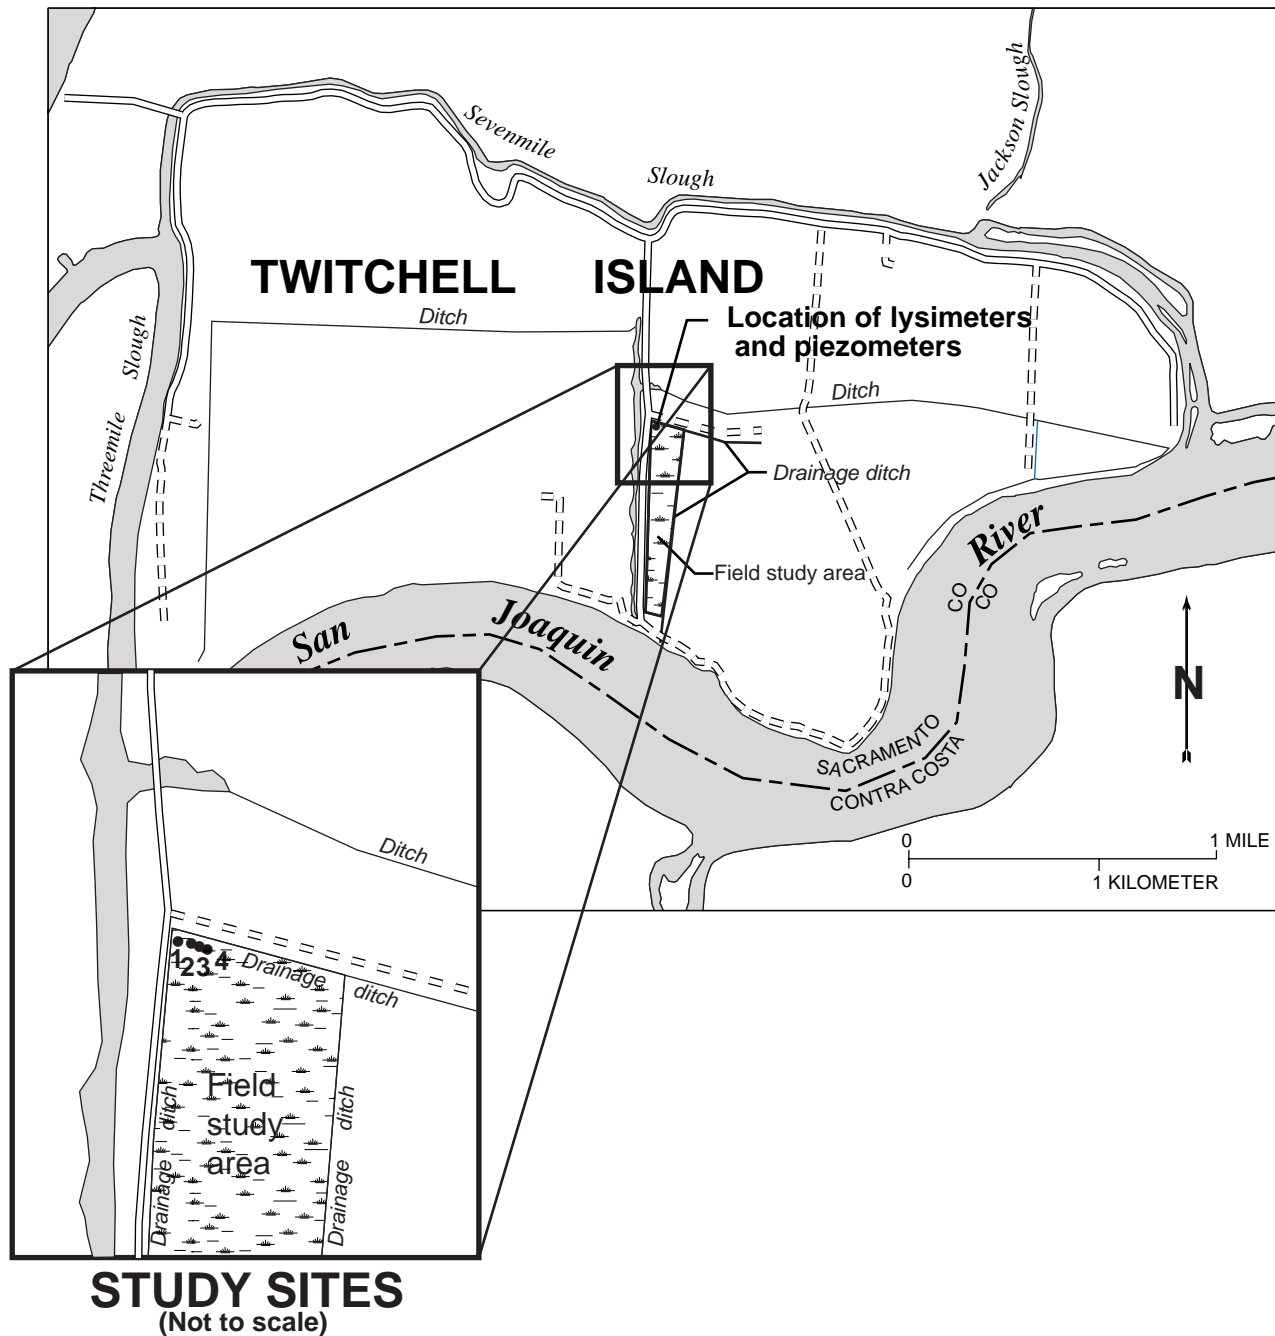 Jackson Slough
Sevenmile
Slough
TWITCHELL ISLAND
Ditch
Location of lysimeters
and piezometers
Threemile Slough
Ditch
Drainage ditch
Field study area
San Joaquin River
CO
CO
N
SACRAMENTO
CONTRA COSTA
0 1 MILE
0 1 KILOMETER
Ditch
1 2 3 4
Drainage ditch
Field
study
area
Drainage ditch
Drainage ditch
STUDY SITES
(Not to scale)